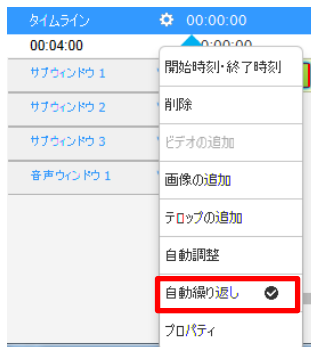 タイムライン 00:00:00
00:04:00 0:00:00
サブウィンドウ 1
開始時刻・終了時刻
サブウィンドウ 2
削除
サブウィンドウ 3
ビデオの追加
音声ウィンドウ 1
画像の追加
テロップの追加
自動調整
自動繰り返し
プロパティ